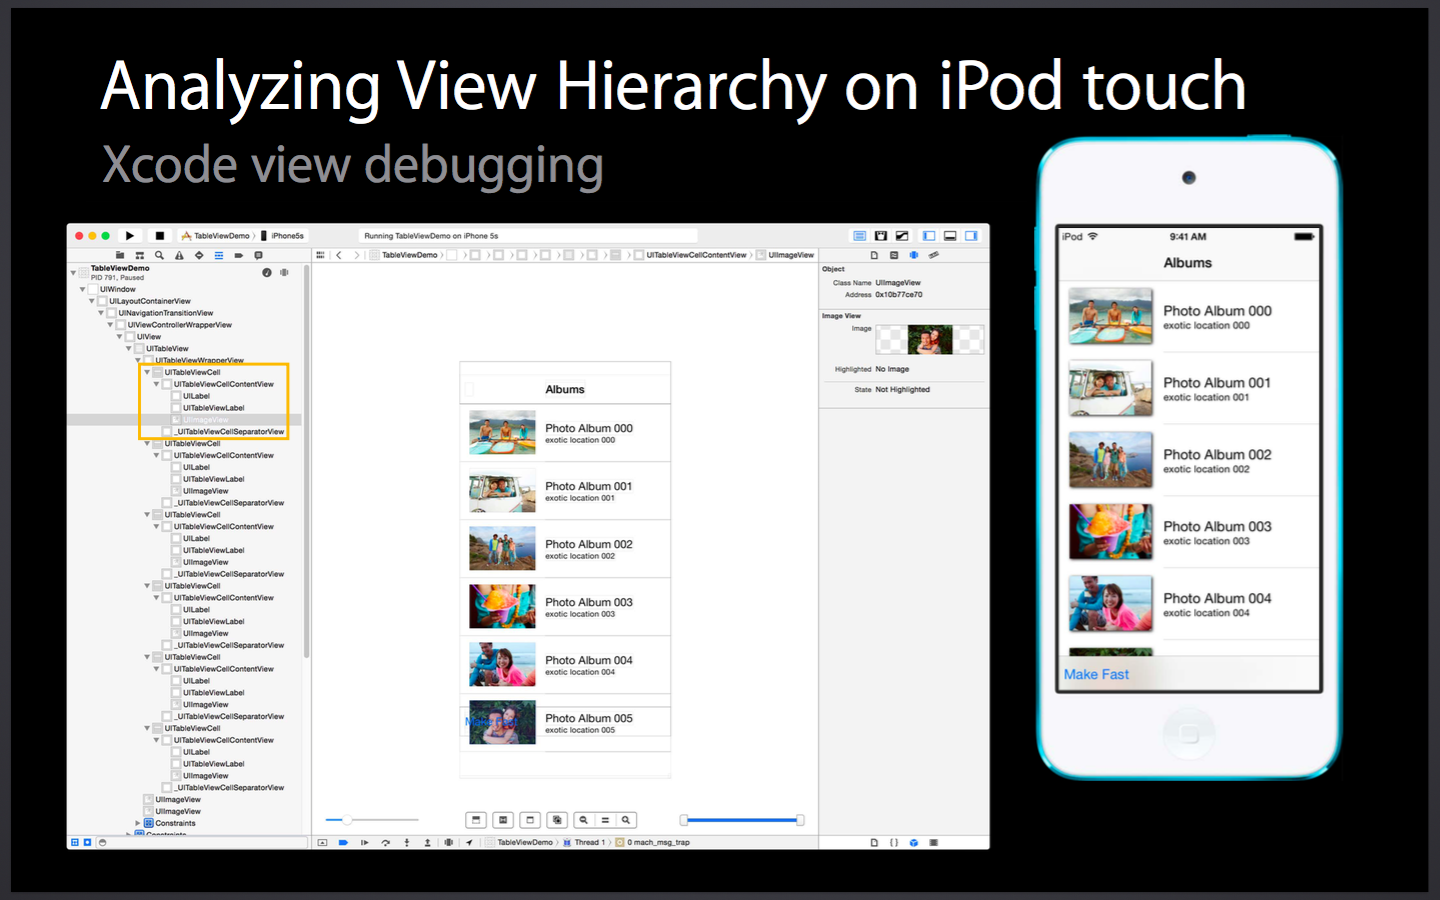 Analyzing View Hierarchy on iPod touch
Xcode view debugging
TableViewDemo
iPhone5s
Running TableViewDemo on iPhone 5s
TableViewDemo
PID 791, Paused
UIWindow
UILayoutContainerView
UINavigationTransitionView
UIViewControllerWrapperView
UIView
UITableView
UITableViewWrapperView
UITableViewCell
UITableViewCellContentView
UILabel
UITableViewLabel
UIImageView
_UITableViewCellSeparatorView
UITableViewCell
UITableViewCellContentView
UILabel
UITableViewLabel
UIImageView
_UITableViewCellSeparatorView
UITableViewCell
UITableViewCellContentView
UILabel
UITableViewLabel
UIImageView
_UITableViewCellSeparatorView
UITableViewCell
UITableViewCellContentView
UILabel
UITableViewLabel
UIImageView
_UITableViewCellSeparatorView
UITableViewCell
UITableViewCellContentView
UILabel
UITableViewLabel
UIImageView
_UITableViewCellSeparatorView
UITableViewCell
UITableViewCellContentView
UILabel
UITableViewLabel
UIImageView
_UITableViewCellSeparatorView
UIImageView
UIImageView
Constraints
Constraints
TableViewDemo
UITableViewCellContentView
UIImageView
Albums
Photo Album 000
exotic location 000
Photo Album 001
exotic location 001
Photo Album 002
exotic location 002
Photo Album 003
exotic location 003
Photo Album 004
exotic location 004
Make Fast
Photo Album 005
exotic location 005
TableViewDemo
Thread 1
0 mach_msg_trap
Object
Class Name UIImageView
Address 0x10b77ce70
Image View
Image
Highlighted No Image
State Not Highlighted
iPod
9:41 AM
Albums
Photo Album 000
exotic location 000
Photo Album 001
exotic location 001
Photo Album 002
exotic location 002
Photo Album 003
exotic location 003
Photo Album 004
exotic location 004
Make Fast